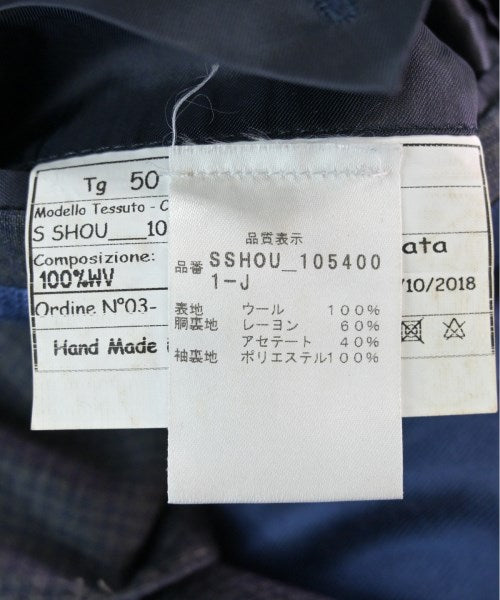 Tg 50
Modello Tessuto - C
S SHOU__10
Composizione:
100%WV
Ordine N°03-
Hand Made
ata
/10/2018
品質表示
品番 SSHOU_105400
1-J
表地 ウール 100%
胴裏地 レーヨン 60%
アセテート 40%
袖裏地 ポリエステル100%